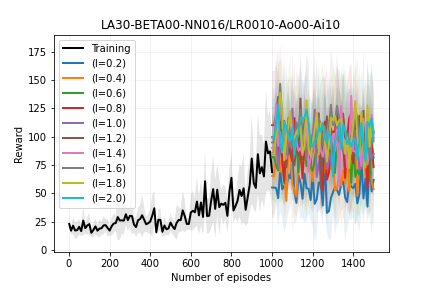 LA30-BETA00-NN016/LR0010-Ao00-Ai10
Reward
175
150
125
100
75
50
25
0
Training
(l=0.2)
(l=0.4)
(l=0.6)
(l=0.8)
(l=1.0)
(l=1.2)
(l=1.4)
(l=1.6)
(l=1.8)
(l=2.0)
0 200 400 600 800 1000 1200 1400
Number of episodes